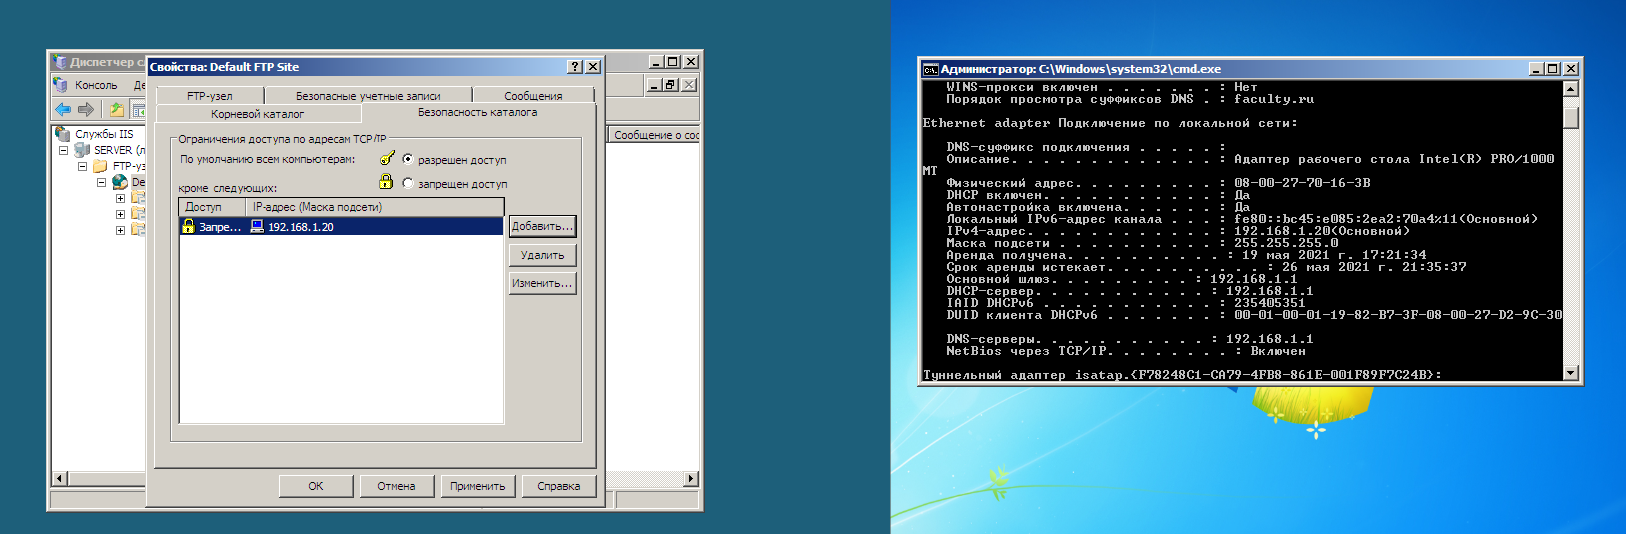 Диспетчер с
Свойства: Default FTP Site
Консоль
FTP-узел
Безопасные учетные записи
Сообщения
Корневой каталог
Безопасность каталога
Службы IIS
SERVER (л
FTP-уз
De
Сообщение о сос
Ограничения доступа по адресам TCP/IP
По умолчанию всем компьютерам:
разрешен доступ
запрещен доступ
кроме следующих:
Доступ
IP-адрес (Маска подсети)
Запре...
192.168.1.20
Добавить...
Удалить
Изменить...
ОК
Отмена
Применить
Справка
Администратор: C:\Windows\system32\cmd.exe
WINS-прокси включен . . . . . . . : Нет
Порядок просмотра суффиксов DNS . : faculty.ru
Ethernet adapter Подключение по локальной сети:
DNS-суффикс подключения . . . . . :
Описание. . . . . . . . . . . . . : Адаптер рабочего стола Intel(R) PRO/1000
MT
Физический адрес. . . . . . . . . : 08-00-27-70-16-3B
DHCP включен. . . . . . . . . . . : Да
Автонастройка включена. . . . . . : Да
Локальный IPv6-адрес канала . . . : fe80::bc45:e085:2ea2:70a4%11(Основной)
IPv4-адрес. . . . . . . . . . . . : 192.168.1.20(Основной)
Маска подсети . . . . . . . . . . : 255.255.255.0
Аренда получена. . . . . . . . . . : 19 мая 2021 г. 17:21:34
Срок аренды истекает. . . . . . . . . . : 26 мая 2021 г. 21:35:37
Основной шлюз. . . . . . . . . : 192.168.1.1
DHCP-сервер. . . . . . . . . . . : 192.168.1.1
IAID DHCPv6 . . . . . . . . . . . : 235405351
DUID клиента DHCPv6 . . . . . . . : 00-01-00-01-19-82-B7-3F-08-00-27-D2-9C-30
DNS-серверы. . . . . . . . . . . : 192.168.1.1
NetBios через TCP/IP. . . . . . . . : Включен
Туннельный адаптер isatap.{F78248C1-CA79-4FB8-861E-001F89F7C24B}: